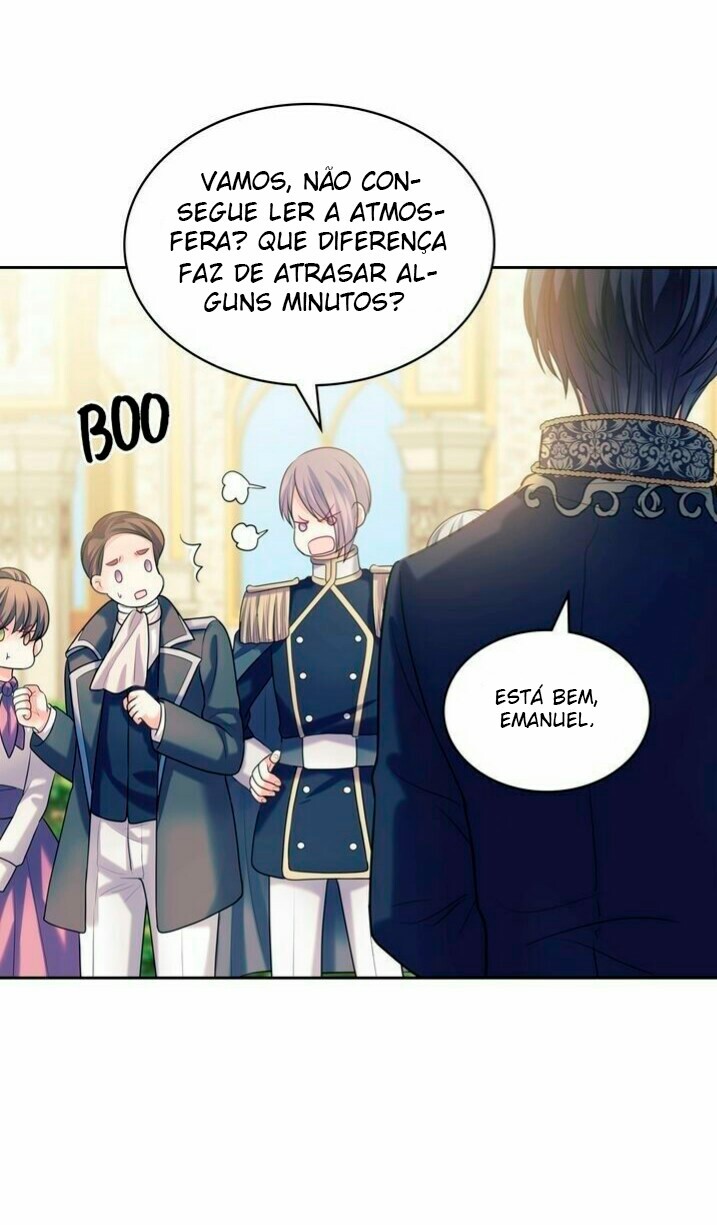 VAMOS, NÃO CON-
SEGUE LER A ATMOS-
FERA? QUE DIFERENÇA
FAZ DE ATRASAR AL-
GUNS MINUTOS?
BOO
ESTÁ BEM,
EMANUEL.